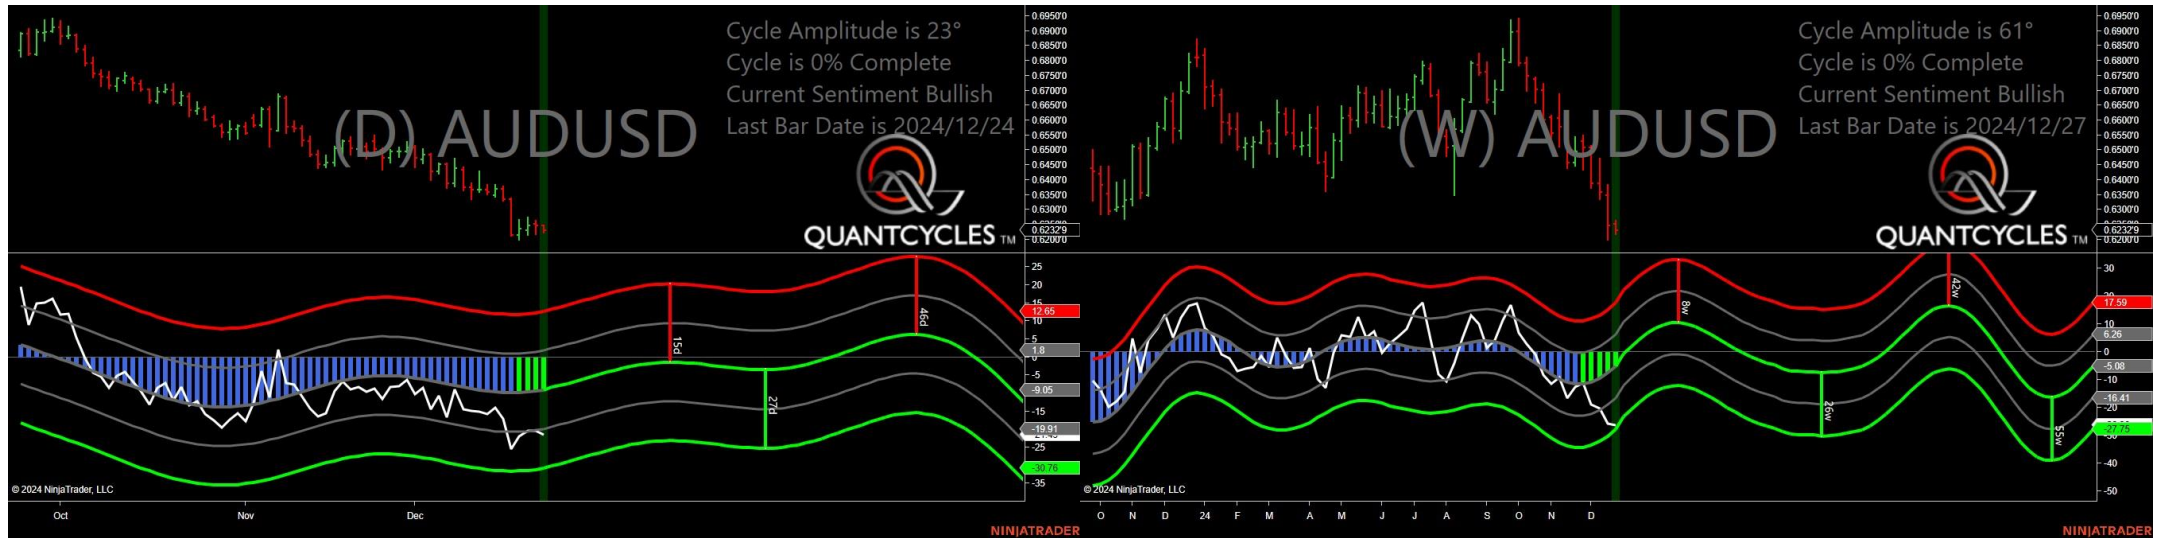 Cycle Amplitude is 23°
Cycle is 0% Complete
Current Sentiment Bullish
Last Bar Date is 2024/12/24
(D) AUDUSD
QUANTCYCLES TM
0.6950'0
0.6900'0
0.6850'0
0.6800'0
0.6750'0
0.6700'0
0.6650'0
0.6600'0
0.6550'0
0.6500'0
0.6450'0
0.6400'0
0.6350'0
0.6300'0
0.6232'9
0.6200'0
25
20
15
12.65
10
5
1.8
-5
-9.05
-15
-19.91
-25
-30.76
-35
15d
27d
46d
© 2024 NinjaTrader, LLC
Oct
Nov
Dec
NINJATRADER
Cycle Amplitude is 61°
Cycle is 0% Complete
Current Sentiment Bullish
Last Bar Date is 2024/12/27
(W) AUDUSD
QUANTCYCLES TM
0.6950'0
0.6900'0
0.6850'0
0.6800'0
0.6750'0
0.6700'0
0.6650'0
0.6600'0
0.6550'0
0.6500'0
0.6450'0
0.6400'0
0.6350'0
0.6300'0
0.6232'9
0.6200'0
30
17.59
10
6.26
0
-5.08
-10
-16.41
-20
-27.75
-40
-50
8w
26w
42w
55w
© 2024 NinjaTrader, LLC
O N D 24 F M A M J J A S O N D
NINJATRADER